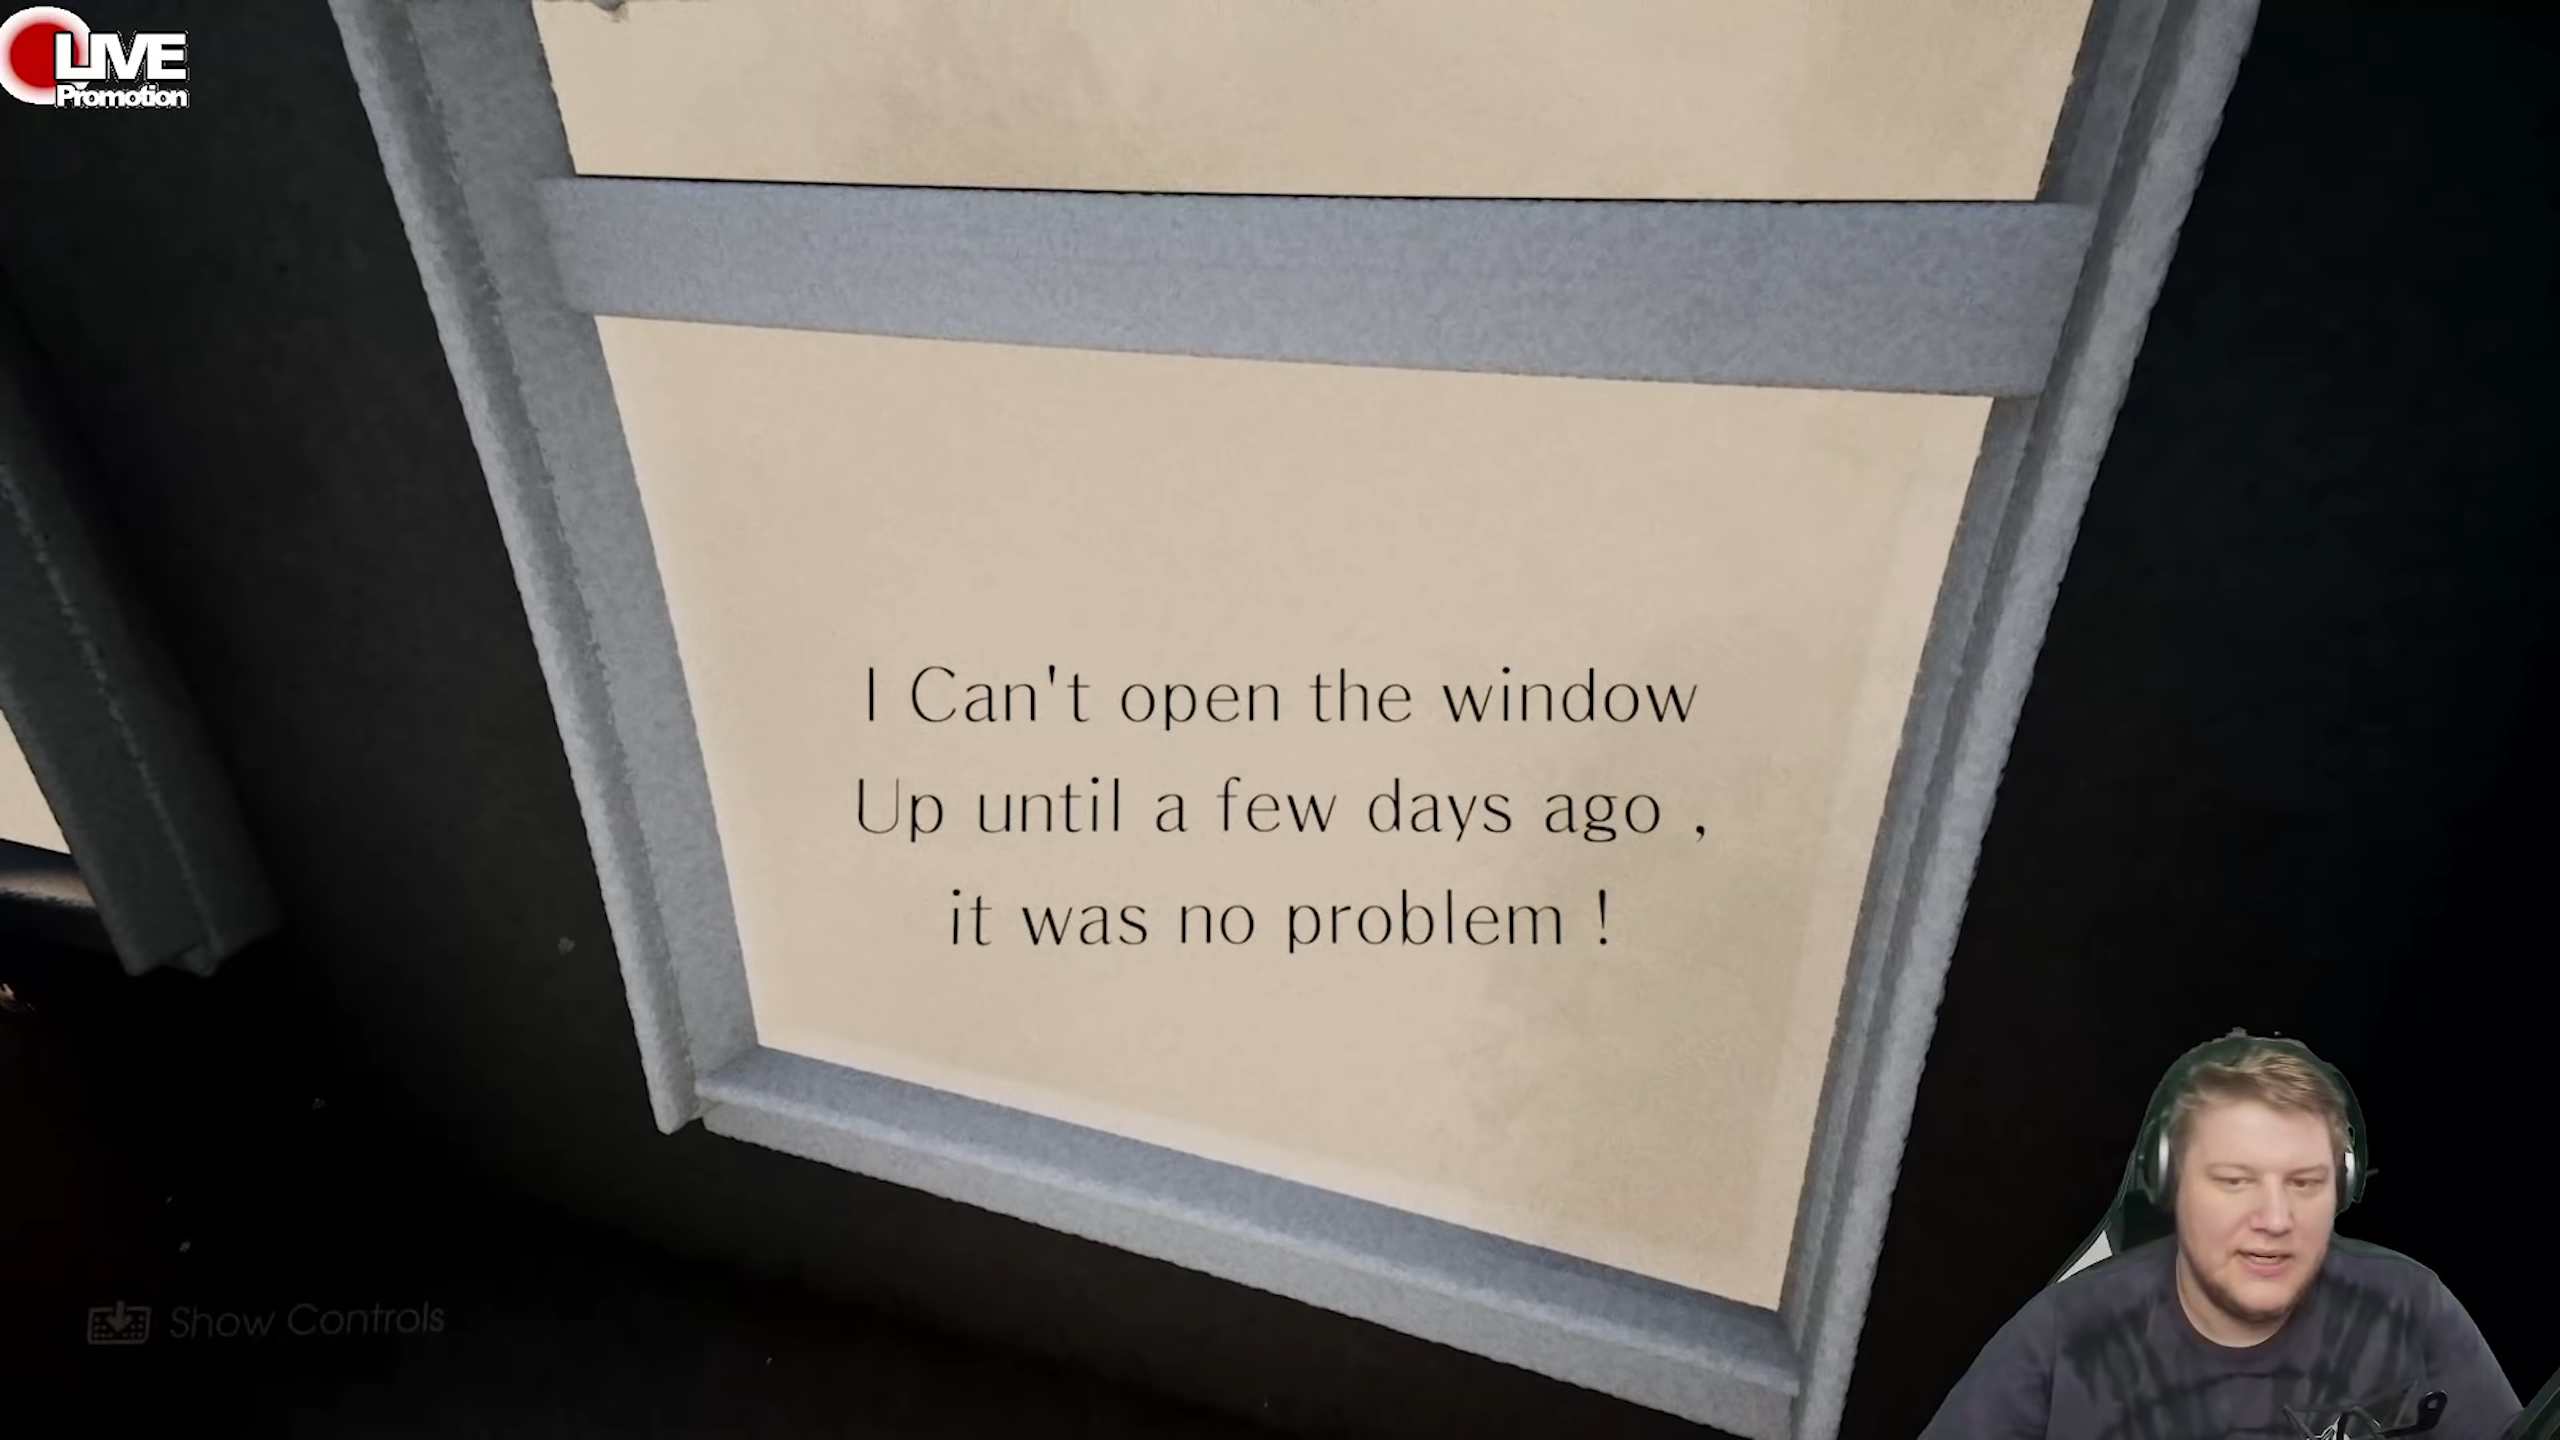 LIVE
Promotion
I Can't open the window
Up until a few days ago ,
it was no problem !
Show Controls